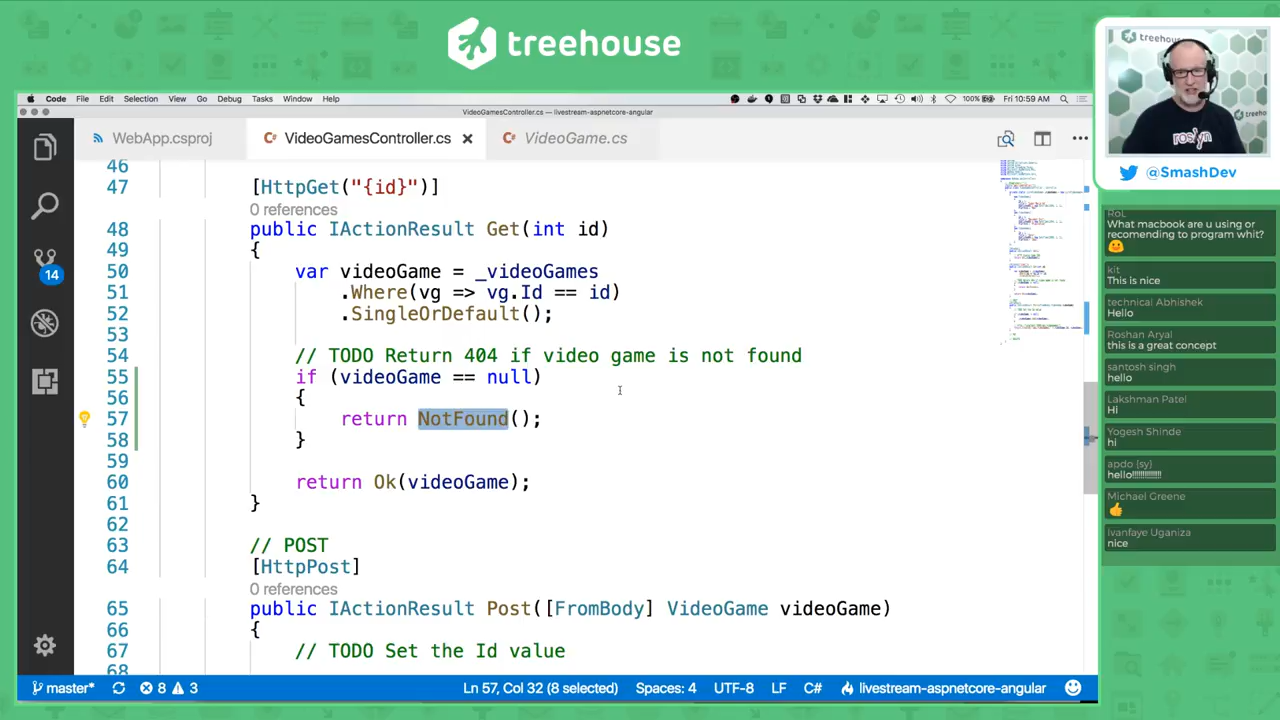 treehouse
Code File Edit Selection View Go Debug Tasks Window Help
100% Fri 10:59 AM
VideoGamesController.cs — livestream-aspnetcore-angular
WebApp.csproj
C# VideoGamesController.cs ×
C# VideoGame.cs
46
47 [HttpGet("{id}")]
0 references
48 public IActionResult Get(int id)
49 {
50 var videoGame = _videoGames
51 .Where(vg => vg.Id == id)
52 .SingleOrDefault();
53
54 // TODO Return 404 if video game is not found
55 if (videoGame == null)
56 {
57 return NotFound();
58 }
59
60 return Ok(videoGame);
61 }
62
63 // POST
64 [HttpPost]
0 references
65 public IActionResult Post([FromBody] VideoGame videoGame)
66 {
67 // TODO Set the Id value
68
14
master* 8 3 Ln 57, Col 32 (8 selected) Spaces: 4 UTF-8 LF C# livestream-aspnetcore-angular
treehouse
roslyn
@SmashDev
RoL
What macbook are u using or
recomending to program whit?
kit
This is nice
technical Abhishek
Hello
Roshan Aryal
this is a great concept
santosh singh
hello
Lakshman Patel
Hi
Yogesh Shinde
hi
apdo (sy)
hello!!!!!!!!!!!!!
Michael Greene
Ivanfaye Uganiza
nice